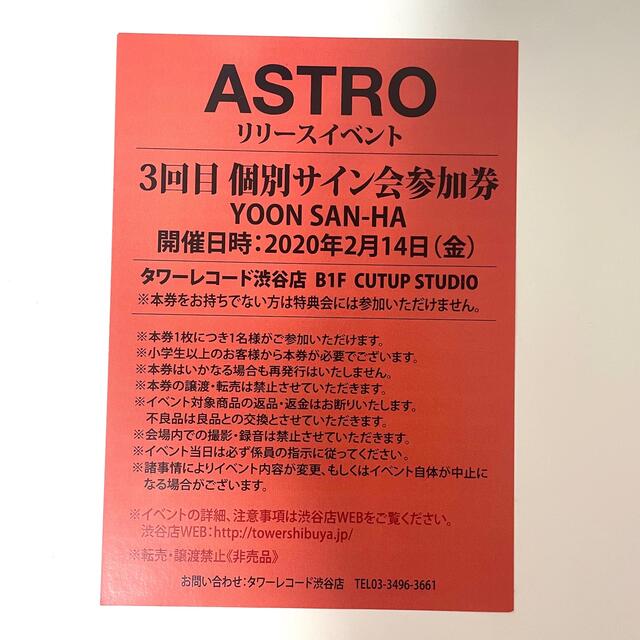 ASTRO
リリースイベント
3回目 個別サイン会参加券
YOON SAN-HA
開催日時：2020年2月14日（金）
タワーレコード渋谷店 B1F CUTUP STUDIO
※本券をお持ちでない方は特典会には参加いただけません。
※本券1枚につき1名様がご参加いただけます。
※小学生以上のお客様から本券が必要でございます。
※本券はいかなる場合も再発行はいたしません。
※本券の譲渡・転売は禁止させていただきます。
※イベント対象商品の返品・返金はお断りいたします。
不良品は良品との交換とさせていただきます。
※会場内での撮影・録音は禁止させていただきます。
※イベント当日は必ず係員の指示に従ってください。
※諸事情によりイベント内容が変更、もしくはイベント自体が中止に
なる場合がございます。
※イベントの詳細、注意事項は渋谷店WEBをご覧ください。
渋谷店WEB：http://towershibuya.jp/
※転売・譲渡禁止《非売品》
お問い合わせ：タワーレコード渋谷店 TEL03-3496-3661